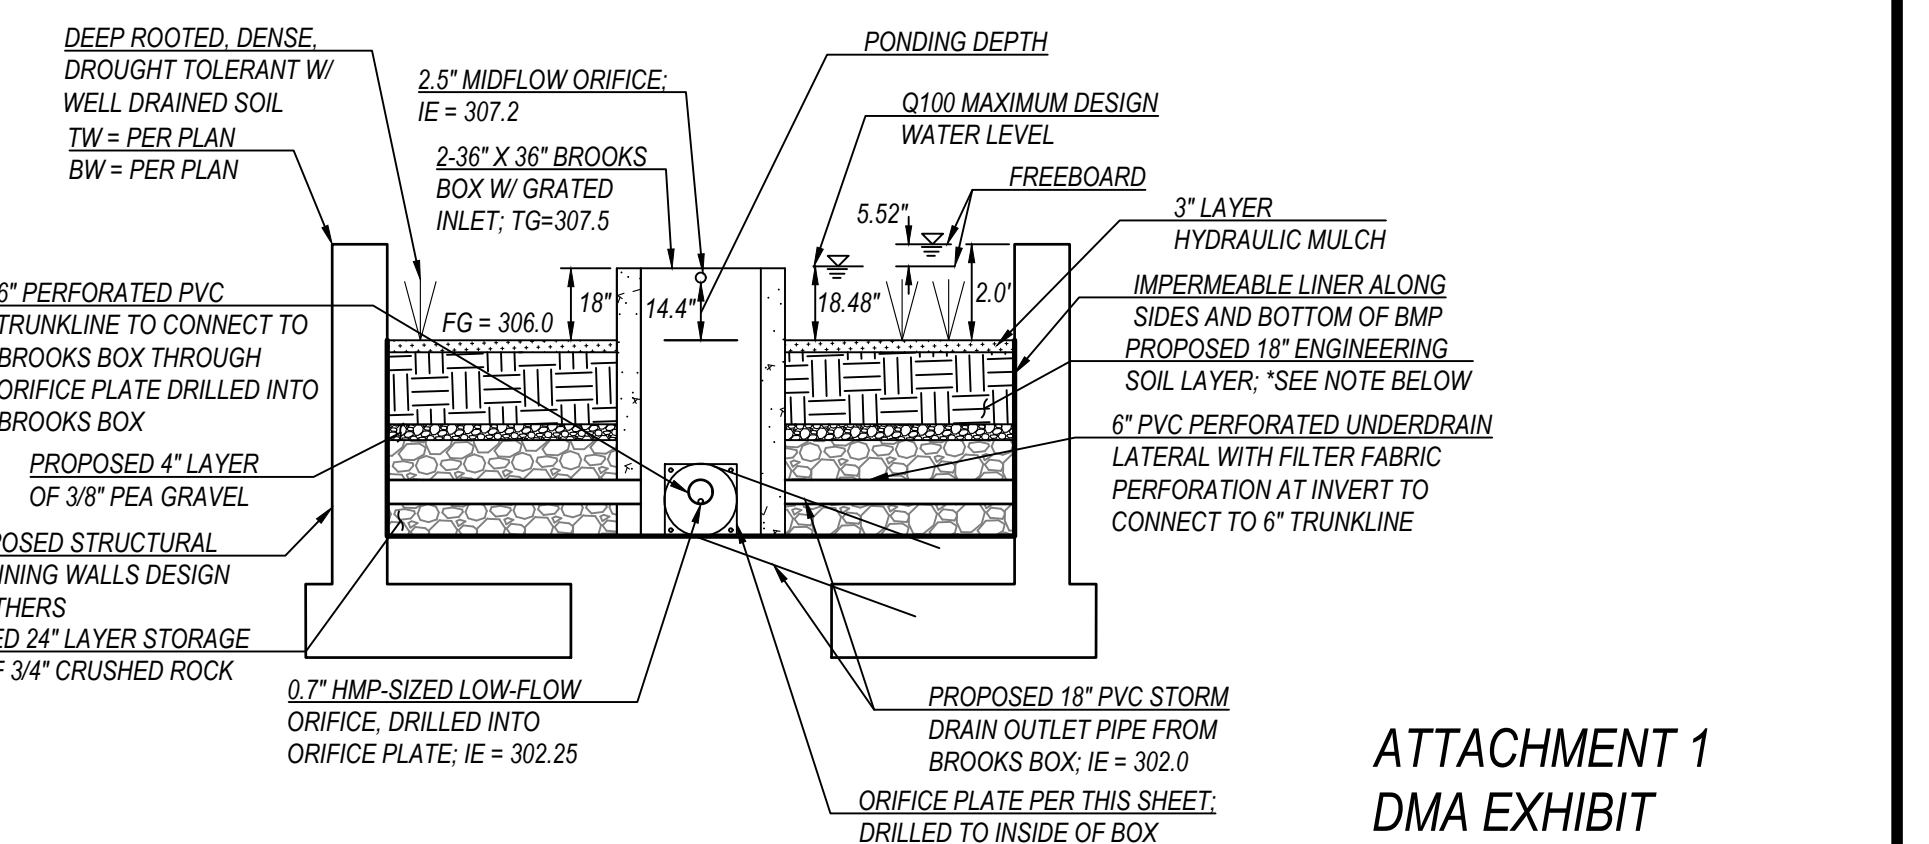 DEEP ROOTED, DENSE,
DROUGHT TOLERANT W/
WELL DRAINED SOIL
TW = PER PLAN
BW = PER PLAN
2.5" MIDFLOW ORIFICE;
IE = 307.2
2-36" X 36" BROOKS
BOX W/ GRATED
INLET; TG=307.5
PONDING DEPTH
Q100 MAXIMUM DESIGN
WATER LEVEL
FREEBOARD
5.52"
3" LAYER
HYDRAULIC MULCH
6" PERFORATED PVC
TRUNKLINE TO CONNECT TO
BROOKS BOX THROUGH
ORIFICE PLATE DRILLED INTO
BROOKS BOX
FG = 306.0
18"
14.4"
18.48"
2.0'
IMPERMEABLE LINER ALONG
SIDES AND BOTTOM OF BMP
PROPOSED 18" ENGINEERING
SOIL LAYER; *SEE NOTE BELOW
6" PVC PERFORATED UNDERDRAIN
LATERAL WITH FILTER FABRIC
PERFORATION AT INVERT TO
CONNECT TO 6" TRUNKLINE
PROPOSED 4" LAYER
OF 3/8" PEA GRAVEL
OSED STRUCTURAL
INING WALLS DESIGN
THERS
ED 24" LAYER STORAGE
F 3/4" CRUSHED ROCK
0.7" HMP-SIZED LOW-FLOW
ORIFICE, DRILLED INTO
ORIFICE PLATE; IE = 302.25
PROPOSED 18" PVC STORM
DRAIN OUTLET PIPE FROM
BROOKS BOX; IE = 302.0
ORIFICE PLATE PER THIS SHEET;
DRILLED TO INSIDE OF BOX
ATTACHMENT 1
DMA EXHIBIT